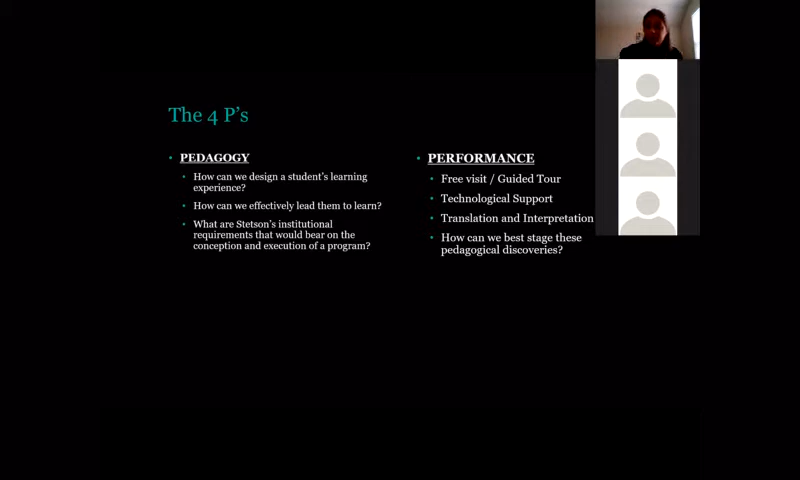 The 4 P's
PEDAGOGY
How can we design a student's learning
experience?
How can we effectively lead them to learn?
What are Stetson's institutional
requirements that would bear on the
conception and execution of a program?
PERFORMANCE
Free visit / Guided Tour
Technological Support
Translation and Interpretation
How can we best stage these
pedagogical discoveries?